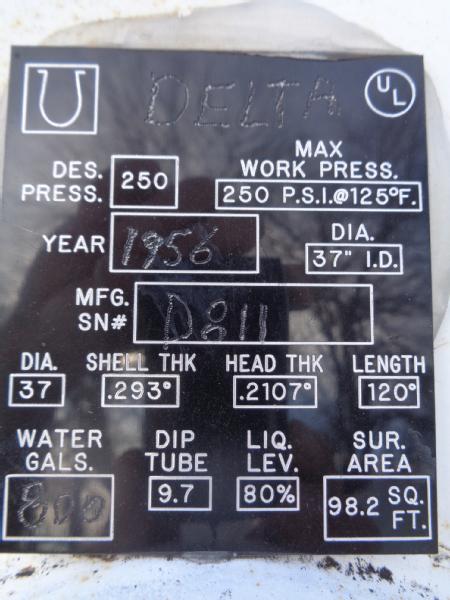 U DELTA UL
MAX
DES. PRESS. 250 WORK PRESS.
250 P.S.I.@125°F.
YEAR 1956 DIA.
37" I.D.
MFG. SN# D811
DIA. SHELL THK HEAD THK LENGTH
37 .293° .2107° 120°
WATER GALS. DIP TUBE LIQ. LEV. SUR. AREA
800 9.7 80% 98.2 SQ. FT.